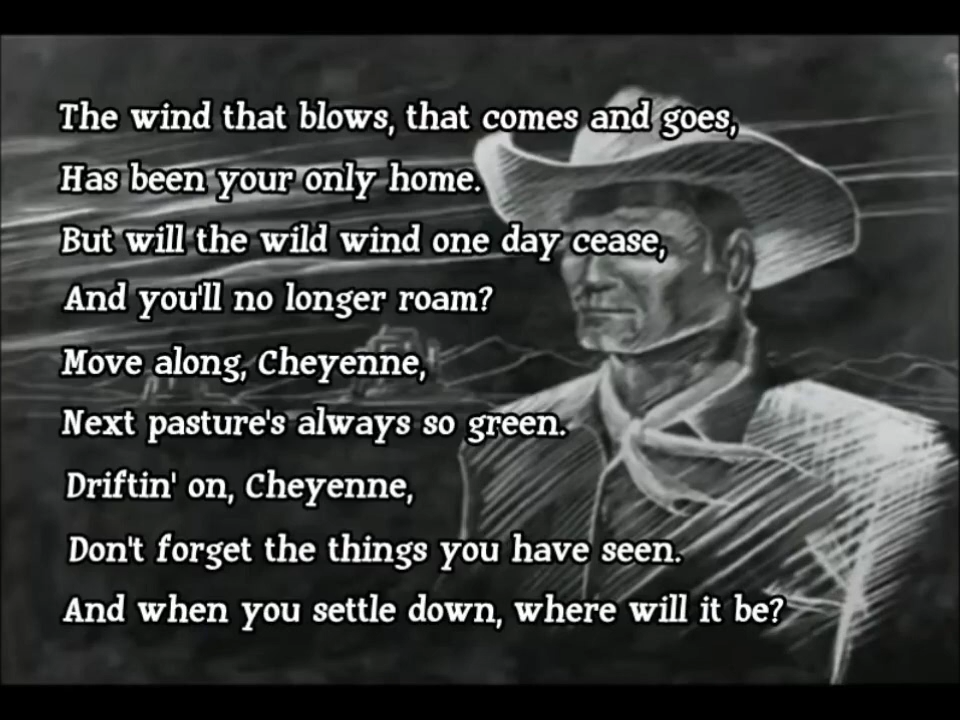 The wind that blows, that comes and goes,
Has been your only home.
But will the wild wind one day cease,
And you'll no longer roam?
Move along, Cheyenne,
Next pasture's always so green.
Driftin' on, Cheyenne,
Don't forget the things you have seen.
And when you settle down, where will it be?